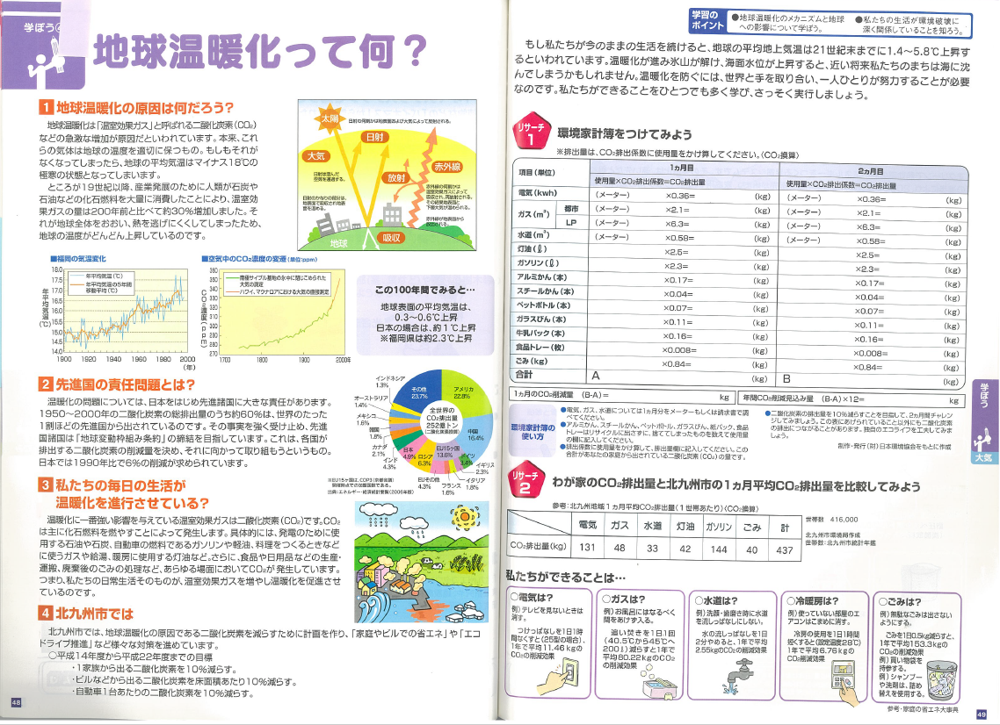 学ぼう
地球温暖化って何？
1 地球温暖化の原因は何だろう？
地球温暖化は「温室効果ガス」と呼ばれる二酸化炭素（CO₂）
などの急激な増加が原因だといわれています。本来、これ
らの気体は地球の温度を適切に保つもの。もしもそれが
なくなってしまったら、地球の平均気温はマイナス18℃の
極寒の状態となってしまいます。
ところが19世紀以降、産業発展のために人類が石炭や
石油などの化石燃料を大量に消費したことにより、温室効
果ガスの量は200年前と比べて約30%増加しました。そ
れが地球全体をおおい、熱を逃げにくくしてしまったため、
地球の温度がどんどん上昇しているのです。
太陽
日射の何割かは地表面および大気によって反射される。
日射
大気
赤外線
日射は澄んだ
空気を通過する。
放射
赤外線の何割かは
温室効果ガスによって
吸収され、再放射される。
その結果地表面と
下層大気が温められる。
日射のかなりの部分は、
地表面で吸収され地表
面を温める。
赤外線が地表面から
放射される。
地球
吸収
■福岡の気温変化
年平均気温(℃)
18.0
17.5
17.0
16.5
16.0
15.5
15.0
14.5
14.0
年平均気温（℃）
年平均気温の5年間
移動平均（℃）
1900 1920 1940 1960 1980 2000
（年）
■空気中のCO₂濃度の変遷（単位:ppm）
CO₂濃度(ppm)
360
350
340
330
320
310
300
290
280
270
南極サイプル基地の氷中に閉じこめられた
大気の測定
ハワイ、マウナロアにおける大気の直接測定
1700 1800 1900 2000年
この100年間でみると…
地球表面の平均気温は、
0.3〜0.6℃上昇
日本の場合は、約1℃上昇
※福岡県は約2.3℃上昇
2 先進国の責任問題とは？
温暖化の問題については、日本をはじめ先進諸国に大きな責任があります。
1950〜2000年の二酸化炭素の総排出量のうち約60%は、世界のたった
1割ほどの先進国から出されているのです。その事実を強く受け止め、先進
国諸国は「地球変動枠組み条約」の締結を目指しています。これは、各国が
排出する二酸化炭素の削減量を決め、それに向かって取り組もうというもの。
日本では1990年比で6%の削減が求められています。
全世界の
CO₂排出量
252億トン
（二酸化炭素換算）
アメリカ
22.8%
中国
16.4%
イギリス
2.3%
ドイツ
3.4%
イタリア
1.8%
フランス
1.6%
EU15ヶ国
13.6%
EUその他
4.3%
ロシア
6.3%
日本
4.9%
インド
4.3%
カナダ
2.1%
韓国
1.8%
メキシコ
1.6%
オーストラリア
1.4%
インドネシア
1.3%
その他
23.7%
※EU15ヶ国は、COP3（京都会議）
出典：エネルギー・経済統計要覧（2006年版）
3 私たちの毎日の生活が
温暖化を進行させている？
温暖化に一番強い影響を与えている温室効果ガスは二酸化炭素（CO₂）です。CO₂
は主に化石燃料を燃やすことによって発生します。具体的には、発電のために使
用する石油や石炭、自動車の燃料であるガソリンや軽油、料理をつくるときなど
に使うガスや給湯、暖房に使用する灯油など。さらに、食品や日用品などの生産・
運搬、廃棄後のごみの処理など、あらゆる場面においてCO₂が発生しています。
つまり、私たちの日常生活そのものが、温室効果ガスを増やし温暖化を促進させ
ているのです。
4 北九州市では
北九州市では、地球温暖化の原因である二酸化炭素を減らすために計画を作り、「家庭やビルでの省エネ」や「エコ
ドライブ推進」など様々な対策を進めています。
○平成14年度から平成22年度までの目標
・1家族から出る二酸化炭素を10%減らす。
・ビルなどから出る二酸化炭素を床面積あたり10%減らす。
・自動車1台あたりの二酸化炭素を10%減らす。
48
学習の
ポイント
●地球温暖化のメカニズムと地球
への影響について学ぼう。
●私たちの生活が環境破壊に
深く関係していることを知ろう。
もし私たちが今のままの生活を続けると、地球の平均地上気温は21世紀末までに1.4〜5.8℃上昇す
るといわれています。温暖化が進み氷山が解け、海面水位が上昇すると、近い将来私たちのまちは海に沈
んでしまうかもしれません。温暖化を防ぐには、世界と手を取り合い、一人ひとりが努力することが必要
なのです。私たちができることをひとつでも多く学び、さっそく実行しましょう。
リサーチ
1
環境家計簿をつけてみよう
※排出量は、CO₂排出係数に使用量をかけ算してください。（CO₂換算）
項目（単位） 1ヵ月目 2ヵ月目
使用量×CO₂排出係数=CO₂排出量 使用量×CO₂排出係数=CO₂排出量
電気（kwh） （メーター） ×0.36= （kg） （メーター） ×0.36= （kg）
ガス（㎥） 都市 （メーター） ×2.1= （kg） （メーター） ×2.1= （kg）
LP （メーター） ×6.3= （kg） （メーター） ×6.3= （kg）
水道（㎥） （メーター） ×0.58= （kg） （メーター） ×0.58= （kg）
灯油（ℓ） ×2.5= （kg） ×2.5= （kg）
ガソリン（ℓ） ×2.3= （kg） ×2.3= （kg）
アルミかん（本） ×0.17= （kg） ×0.17= （kg）
スチールかん（本） ×0.04= （kg） ×0.04= （kg）
ペットボトル（本） ×0.07= （kg） ×0.07= （kg）
ガラスびん（本） ×0.11= （kg） ×0.11= （kg）
牛乳パック（本） ×0.16= （kg） ×0.16= （kg）
食品トレー（枚） ×0.008= （kg） ×0.008= （kg）
ごみ（kg） ×0.84= （kg） ×0.84= （kg）
合計 A （kg） B （kg）
1ヵ月のCO₂削減量 （B-A）= kg 年間CO₂削減見込み量 （B-A）×12= kg
環境家計簿の
使い方
●電気、ガス、水道については1ヵ月分をメーターもしくは請求書で調
べてください。
●アルミかん、スチールかん、ペットボトル、ガラスびん、紙パック、食品
トレーはリサイクルに出さずに、捨ててしまったものを数えて使用量
の欄に記入してください。
●排出係数に使用量をかけ算して、排出量欄に記入してください。この
合計があなたの家庭から出されている二酸化炭素（CO₂）の量です。
●二酸化炭素の排出量を10%減らすことを目指して、2ヵ月間チャレン
ジしてみましょう。この表にあげられていること以外にも二酸化炭素
の排出につながることがあります。独自のエコライフを工夫してみま
しょう。
制作・発行（財）日本環境協会をもとに作成
学ぼう
大気
リサーチ
2
わが家のCO₂排出量と北九州市の1ヵ月平均CO₂排出量を比較してみよう
参考：北九州地域1ヵ月平均CO₂排出量（1世帯あたり）（CO₂換算）
電気 ガス 水道 灯油 ガソリン ごみ 計
CO₂排出量(kg) 131 48 33 42 144 40 437
世帯数 416,000
北九州市環境局作成
世帯数：北九州市統計年鑑
私たちができることは…
○電気は？
例）テレビを見ないときは
消す。
つけっぱなしを1日1時
間なくすと（25型の場合）、
1年で平均11.46kgの
CO₂の削減効果
○ガスは？
例）お風呂にはなるべく
間をあけず入る。
追い焚きを1日1回
（40.5℃から45℃へ
200ℓ）減らすと1年で
平均80.22kgのCO₂
の削減効果
○水道は？
例）洗顔・歯磨き時に水道
を流しっぱなしにしない。
水の流しっぱなしを1日
2分やめると、1年で平均
2.55kgのCO₂の削減効果
○冷暖房は？
例）使っていない部屋のエ
アコンはこまめに消す。
冷房の使用を1日1時間
短くすると（設定温度28℃）
1年で平均6.76kgの
CO₂削減効果
○ごみは？
例）無駄なごみは出さない
ようにする。
ごみを1日0.5kg減らすと、
1年で平均153.3kgの
CO₂の削減効果
例）買い物袋を
持参する。
例）シャンプー
や洗剤は、詰め
替えを使用する。
参考・家庭の省エネ大事典
49